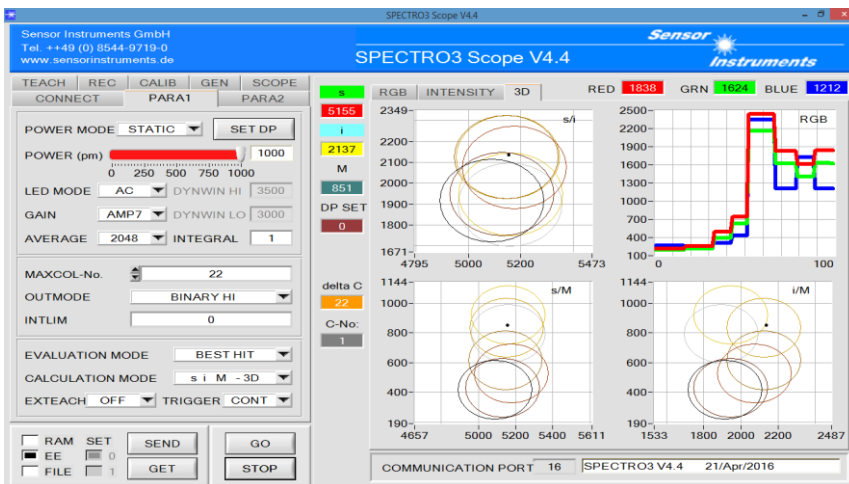 SPECTRO3 Scope V4.4
Sensor Instruments GmbH
Tel. ++49 (0) 8544-9719-0
www.sensorinstruments.de
SPECTRO3 Scope V4.4
Sensor
Instruments
TEACH REC CALIB GEN SCOPE
CONNECT PARA1 PARA2
POWER MODE STATIC SET DP
POWER (pm) 1000
0 250 500 750 1000
LED MODE AC DYNWIN HI 3500
GAIN AMP7 DYNWIN LO 3000
AVERAGE 2048 INTEGRAL 1
MAXCOL-No. 22
OUTMODE BINARY HI
INTLIM 0
EVALUATION MODE BEST HIT
CALCULATION MODE s i M - 3D
EXTEACH OFF TRIGGER CONT
RAM SET
EE 0
FILE 1
SEND
GET
GO
STOP
s
5155
i
2137
M
851
DP SET
0
delta C
22
C-No:
1
RGB INTENSITY 3D RED 1838 GRN 1624 BLUE 1212
s/i
2349
2200
2100
2000
1900
1800
1671
4795 5000 5200 5473
RGB
2500
2200
1900
1600
1300
1000
700
400
100
0 100
s/M
1144
1000
800
600
400
190
4657 5000 5200 5400 5611
i/M
1144
1000
800
600
400
190
1533 1800 2000 2200 2487
COMMUNICATION PORT 16 SPECTRO3 V4.4 21/Apr/2016